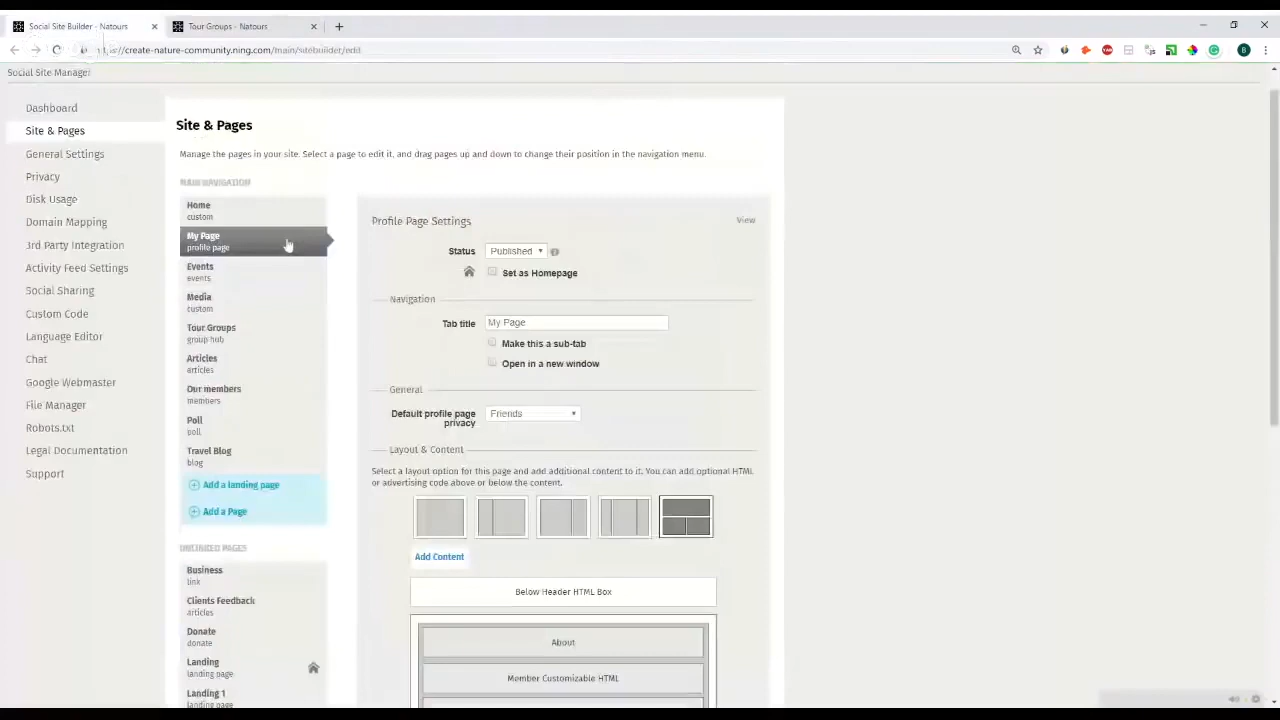 Social Site Builder - Natours
Tour Groups - Natours
https://create-nature-community.ning.com/main/sitebuilder/edit
Social Site Manager
Dashboard
Site & Pages
General Settings
Privacy
Disk Usage
Domain Mapping
3rd Party Integration
Activity Feed Settings
Social Sharing
Custom Code
Language Editor
Chat
Google Webmaster
File Manager
Robots.txt
Legal Documentation
Support
Site & Pages
Manage the pages in your site. Select a page to edit it, and drag pages up and down to change their position in the navigation menu.
MAIN NAVIGATION
Home
custom
My Page
profile page
Events
events
Media
custom
Tour Groups
group hub
Articles
articles
Our members
members
Poll
poll
Travel Blog
blog
Add a landing page
Add a Page
UNLINKED PAGES
Business
link
Clients Feedback
articles
Donate
donate
Landing
landing page
Landing 1
landing page
Profile Page Settings
View
Status Published
Set as Homepage
Navigation
Tab title My Page
Make this a sub-tab
Open in a new window
General
Default profile page
privacy
Friends
Layout & Content
Select a layout option for this page and add additional content to it. You can add optional HTML
or advertising code above or below the content.
Add Content
Below Header HTML Box
About
Member Customizable HTML